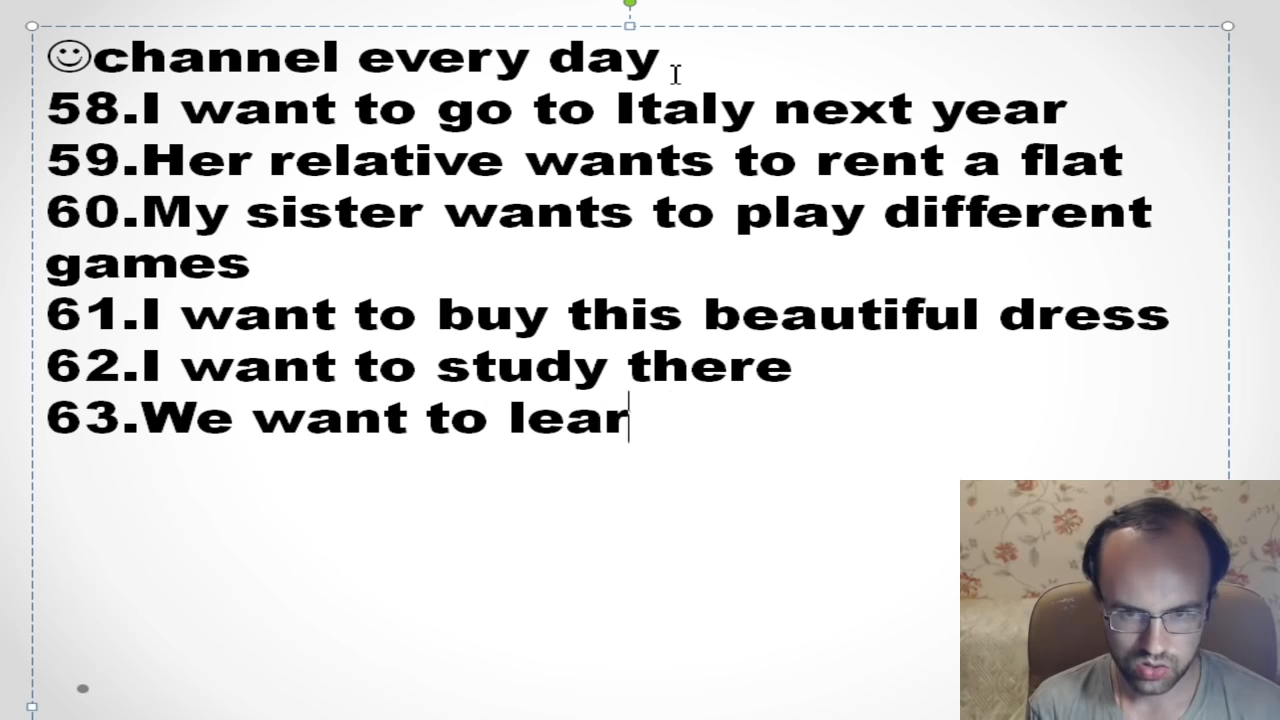 ☺channel every day
58.I want to go to Italy next year
59.Her relative wants to rent a flat
60.My sister wants to play different
games
61.I want to buy this beautiful dress
62.I want to study there
63.We want to lear